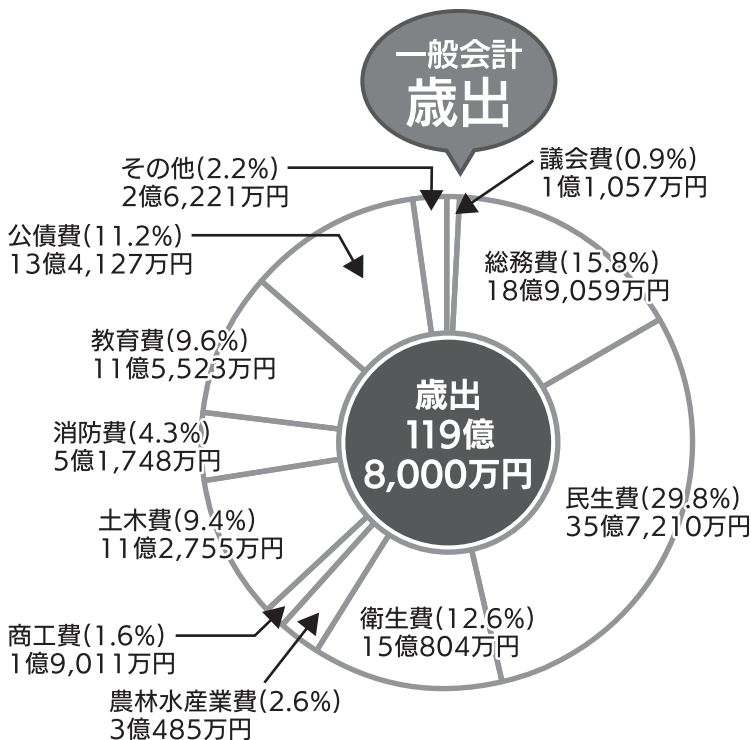 一般会計
歳出
議会費(0.9%)
1億1,057万円
総務費(15.8%)
18億9,059万円
民生費(29.8%)
35億7,210万円
衛生費(12.6%)
15億804万円
農林水産業費(2.6%)
3億485万円
商工費(1.6%)
1億9,011万円
土木費(9.4%)
11億2,755万円
消防費(4.3%)
5億1,748万円
教育費(9.6%)
11億5,523万円
公債費(11.2%)
13億4,127万円
その他(2.2%)
2億6,221万円
歳出
119億
8,000万円